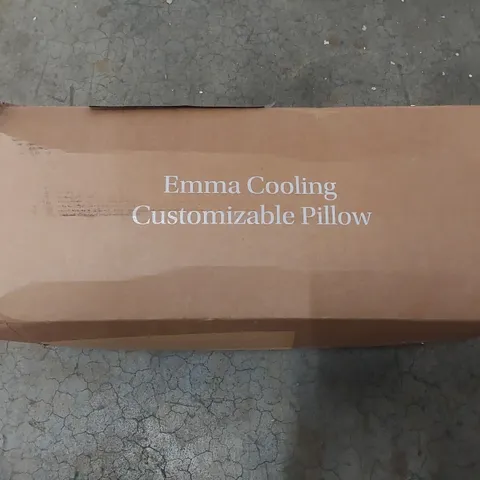 Emma Cooling
Customizable Pillow